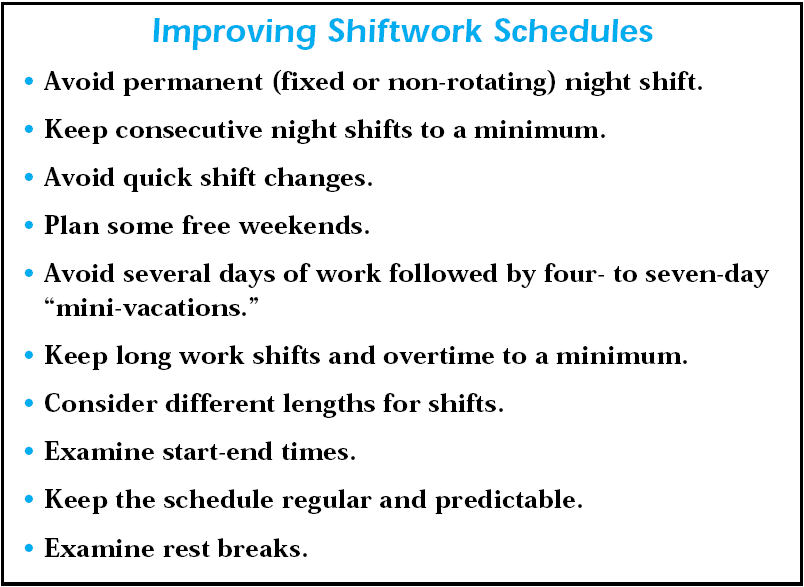 Improving Shiftwork Schedules
• Avoid permanent (fixed or non-rotating) night shift.
• Keep consecutive night shifts to a minimum.
• Avoid quick shift changes.
• Plan some free weekends.
• Avoid several days of work followed by four- to seven-day
“mini-vacations.”
• Keep long work shifts and overtime to a minimum.
• Consider different lengths for shifts.
• Examine start-end times.
• Keep the schedule regular and predictable.
• Examine rest breaks.